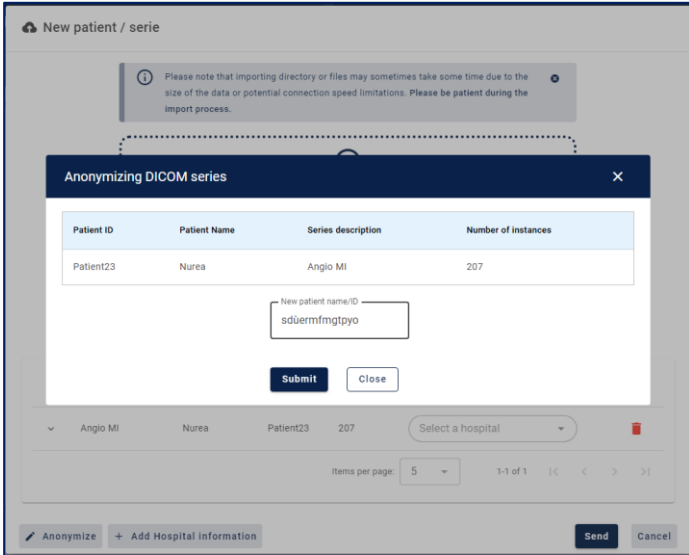 New patient / serie
Please note that importing directory or files may sometimes take some time due to the
size of the data or potential connection speed limitations. Please be patient during the
import process.
Anonymizing DICOM series
Patient ID Patient Name Series description Number of instances
Patient23 Nurea Angio MI 207
New patient name/ID
sdùermfmgtpyo
Submit Close
Angio MI Nurea Patient23 207 Select a hospital
Items per page: 5 1-1 of 1
Anonymize + Add Hospital information Send Cancel